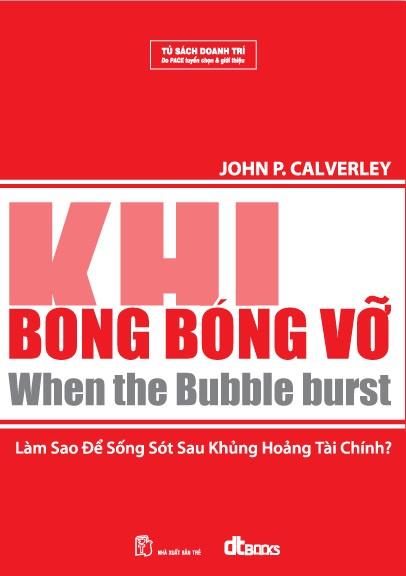 TỦ SÁCH DOANH TRÍ
Do PACE tuyển chọn & giới thiệu
JOHN P. CALVERLEY
KHI
BONG BÓNG VỠ
When the Bubble burst
Làm Sao Để Sống Sót Sau Khủng Hoảng Tài Chính?
NHÀ XUẤT BẢN TRẺ
dtBOOKS